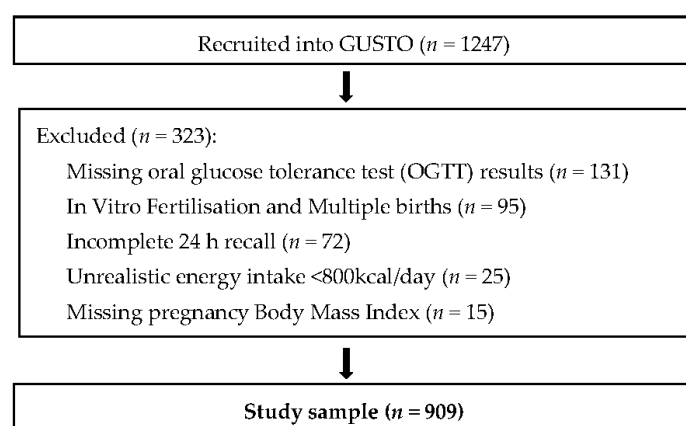 Recruited into GUSTO (n = 1247)
Excluded (n = 323):
Missing oral glucose tolerance test (OGTT) results (n = 131)
In Vitro Fertilisation and Multiple births (n = 95)
Incomplete 24 h recall (n = 72)
Unrealistic energy intake <800kcal/day (n = 25)
Missing pregnancy Body Mass Index (n = 15)
Study sample (n = 909)